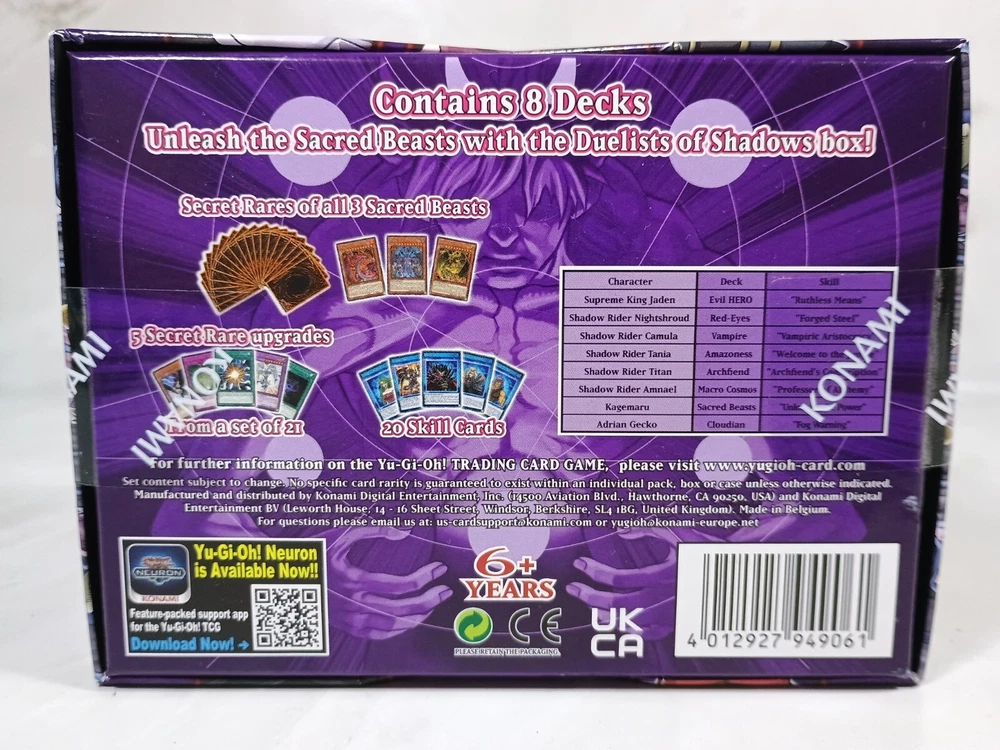 Contains 8 Decks
Unleash the Sacred Beasts with the Duelists of Shadows box!
Secret Rares of all 3 Sacred Beasts
5 Secret Rare upgrades
from a set of 21
20 Skill Cards
Character Deck Skill
Supreme King Jaden Evil HERO "Ruthless Means"
Shadow Rider Nightshroud Red-Eyes "Forged Steel"
Shadow Rider Camula Vampire "Vampiric
Shadow Rider Tania Amazoness "Welcome to the
Shadow Rider Titan Archfiend "Archfiend's
Shadow Rider Amnael Macro Cosmos
Kagemaru Sacred Beasts Power"
Adrian Gecko Cloudian "Fog Warning"
KONAMI
KONAMI
KONAMI
KONAMI
For further information on the Yu-Gi-Oh! TRADING CARD GAME, please visit www.yugioh-card.com
Set content subject to change. No specific card rarity is guaranteed to exist within an individual pack, box or case unless otherwise indicated.
Manufactured and distributed by Konami Digital Entertainment, Inc. (14500 Aviation Blvd., Hawthorne, CA 90250. USA) and Konami Digital
Entertainment BV (Leworth House, 14 - 16 Sheet Street, Windsor, Berkshire, SL4 1BG, United Kingdom). Made in Belgium.
For questions please email us at: us-cardsupport@konami.com or yugioh@konami-europe.net
Yu-Gi-Oh! Neuron
is Available Now!!
NEURON
KONAMI
Feature-packed support app
for the Yu-Gi-Oh! TCG
Download Now! →
6+
YEARS
CE
UK
CA
PLEASE RETAIN THE PACKAGING
4 012927 949061